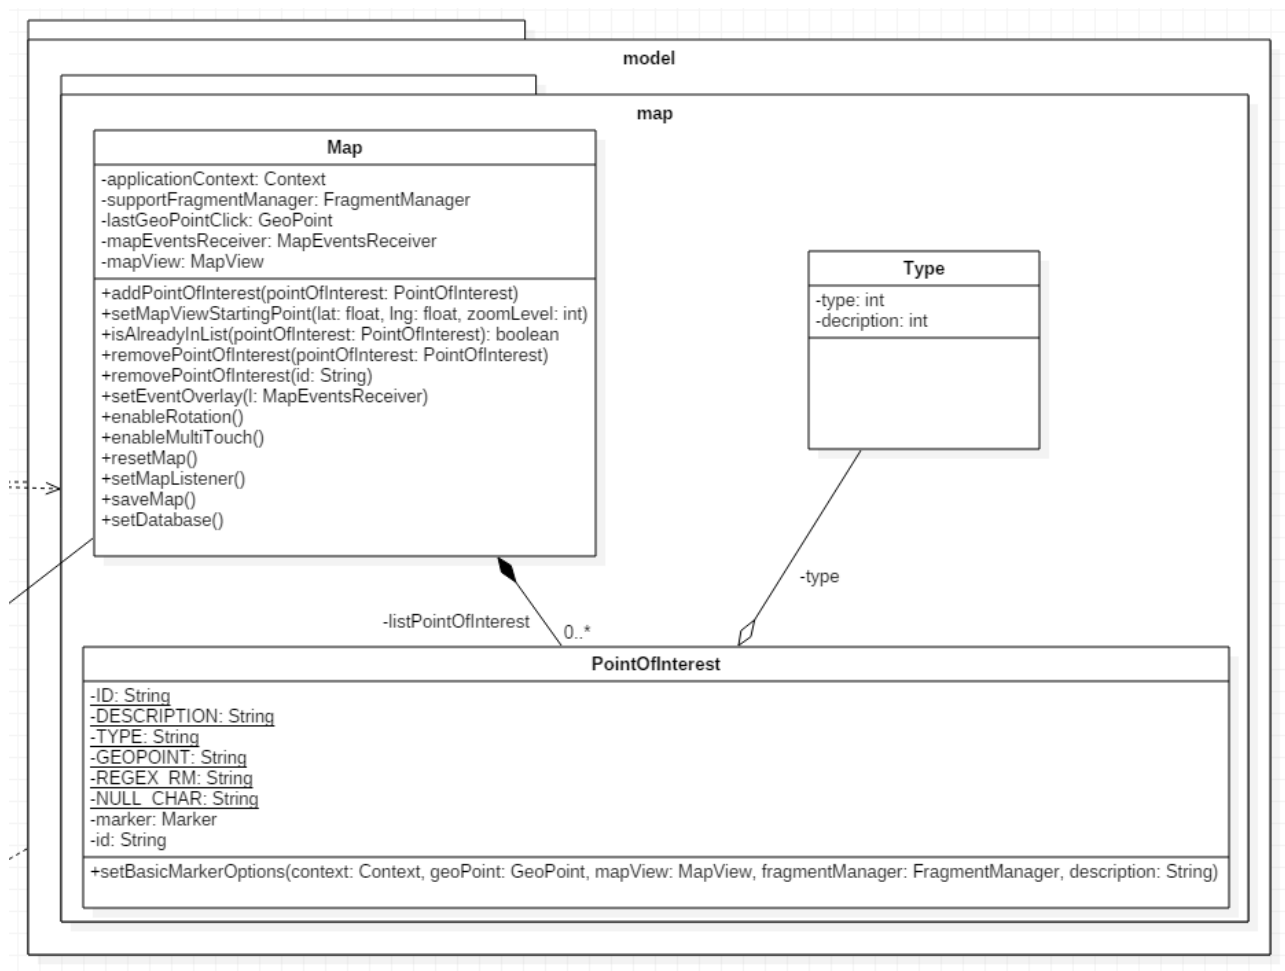 model
map
Map
-applicationContext: Context
-supportFragmentManager: FragmentManager
-lastGeoPointClick: GeoPoint
-mapEventsReceiver: MapEventsReceiver
-mapView: MapView
+addPointOfInterest(pointOfInterest: PointOfInterest)
+setMapViewStartingPoint(lat: float, lng: float, zoomLevel: int)
+isAlreadyInList(pointOfInterest: PointOfInterest): boolean
+removePointOfInterest(pointOfInterest: PointOfInterest)
+removePointOfInterest(id: String)
+setEventOverlay(l: MapEventsReceiver)
+enableRotation()
+enableMultiTouch()
+resetMap()
+setMapListener()
+saveMap()
+setDatabase()
Type
-type: int
-decription: int
-type
-listPointOfInterest
0..*
PointOfInterest
-ID: String
-DESCRIPTION: String
-TYPE: String
-GEOPOINT: String
-REGEX_RM: String
-NULL_CHAR: String
-marker: Marker
-id: String
+setBasicMarkerOptions(context: Context, geoPoint: GeoPoint, mapView: MapView, fragmentManager: FragmentManager, description: String)